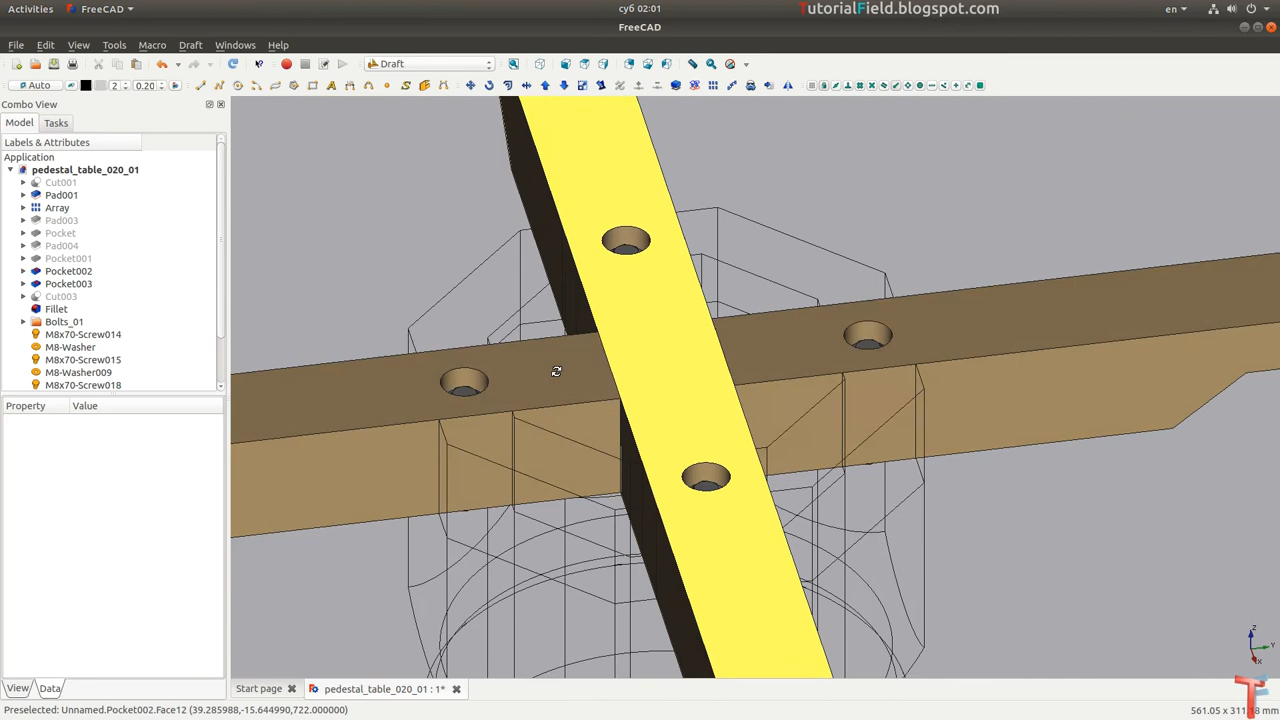 Activities FreeCAD суб 02:01 TutorialField.blogspot.com en
FreeCAD
File Edit View Tools Macro Draft Windows Help
Draft
Auto 2 0.20
Combo View
Model Tasks
Labels & Attributes
Application
pedestal_table_020_01
Cut001
Pad001
Array
Pad003
Pocket
Pad004
Pocket001
Pocket002
Pocket003
Cut003
Fillet
Bolts_01
M8x70-Screw014
M8-Washer
M8x70-Screw015
M8-Washer009
M8x70-Screw018
Property Value
View Data
Start page pedestal_table_020_01 : 1*
Preselected: Unnamed.Pocket002.Face12 (39.285988,-15.644990,722.000000)
Z
Y
X
561.05 x 311.18 mm